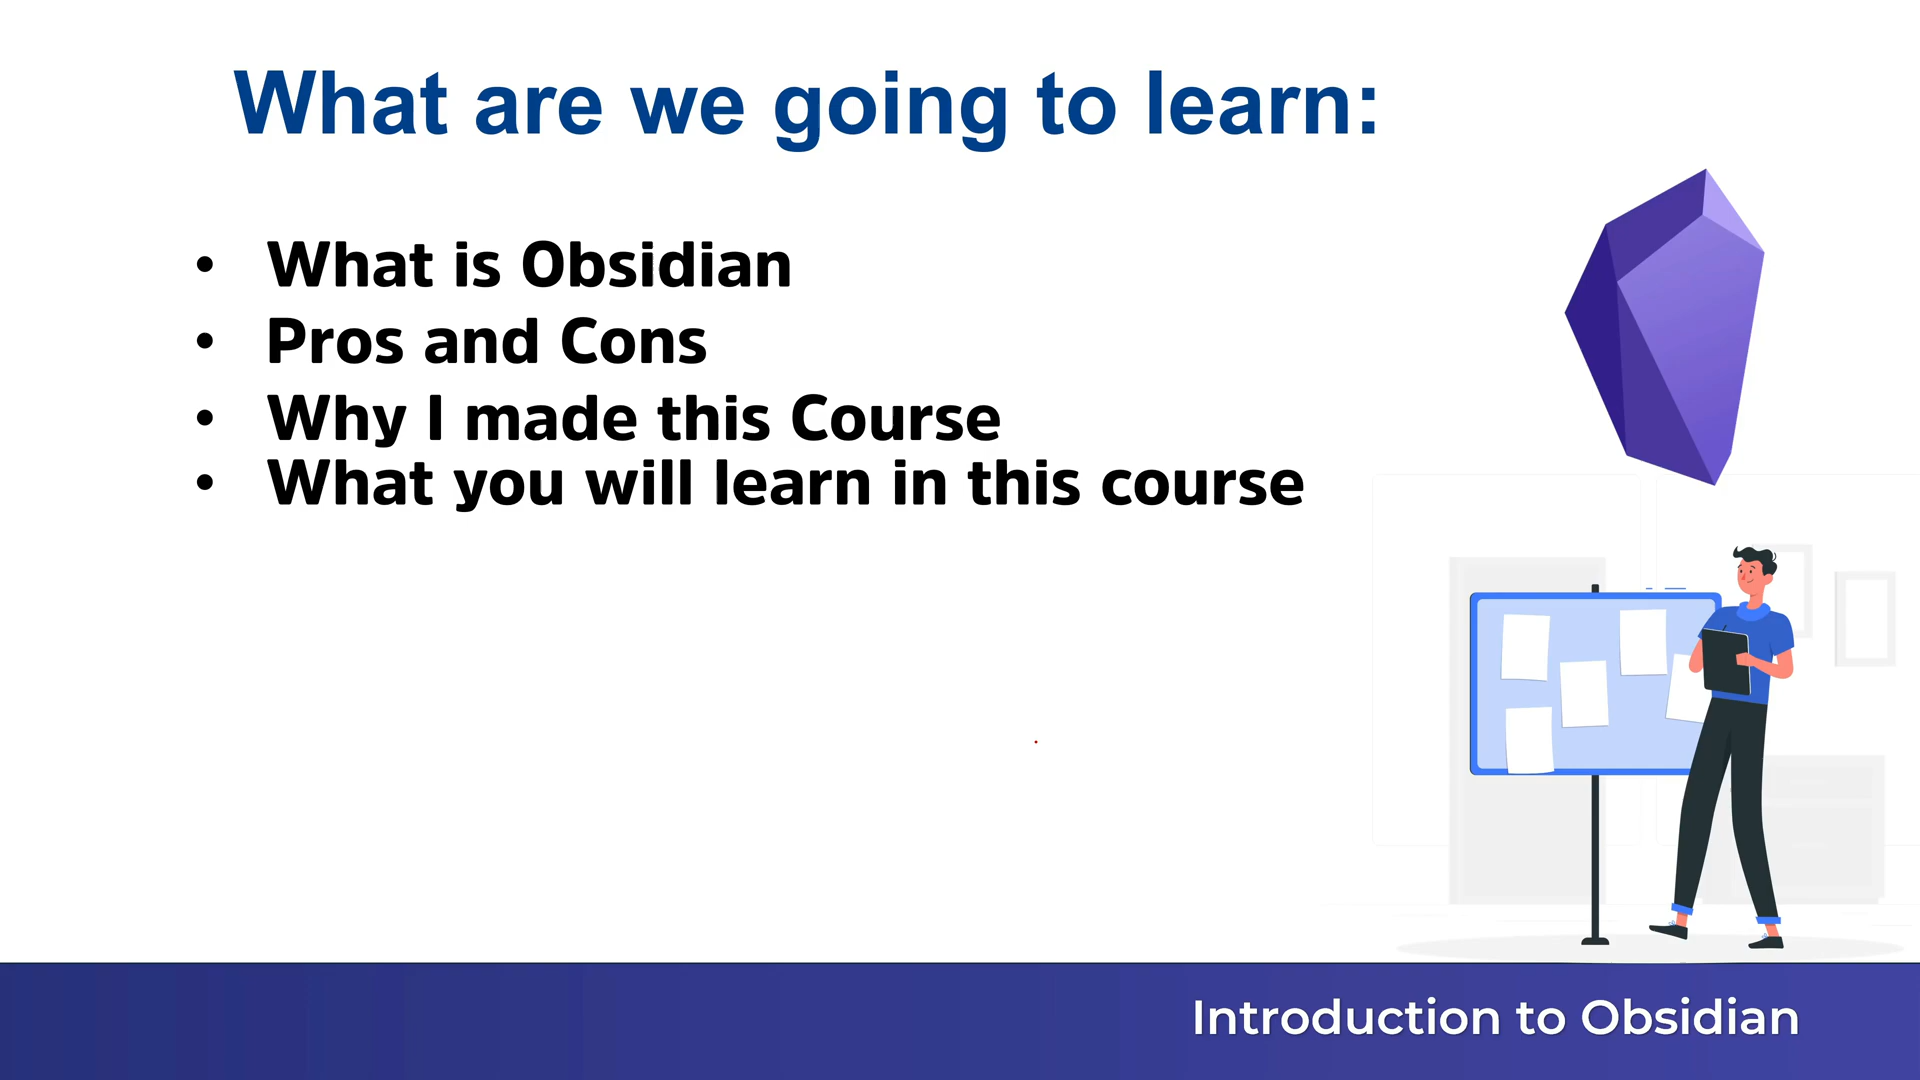 What are we going to learn:
• What is Obsidian
• Pros and Cons
• Why I made this Course
• What you will learn in this course
Introduction to Obsidian